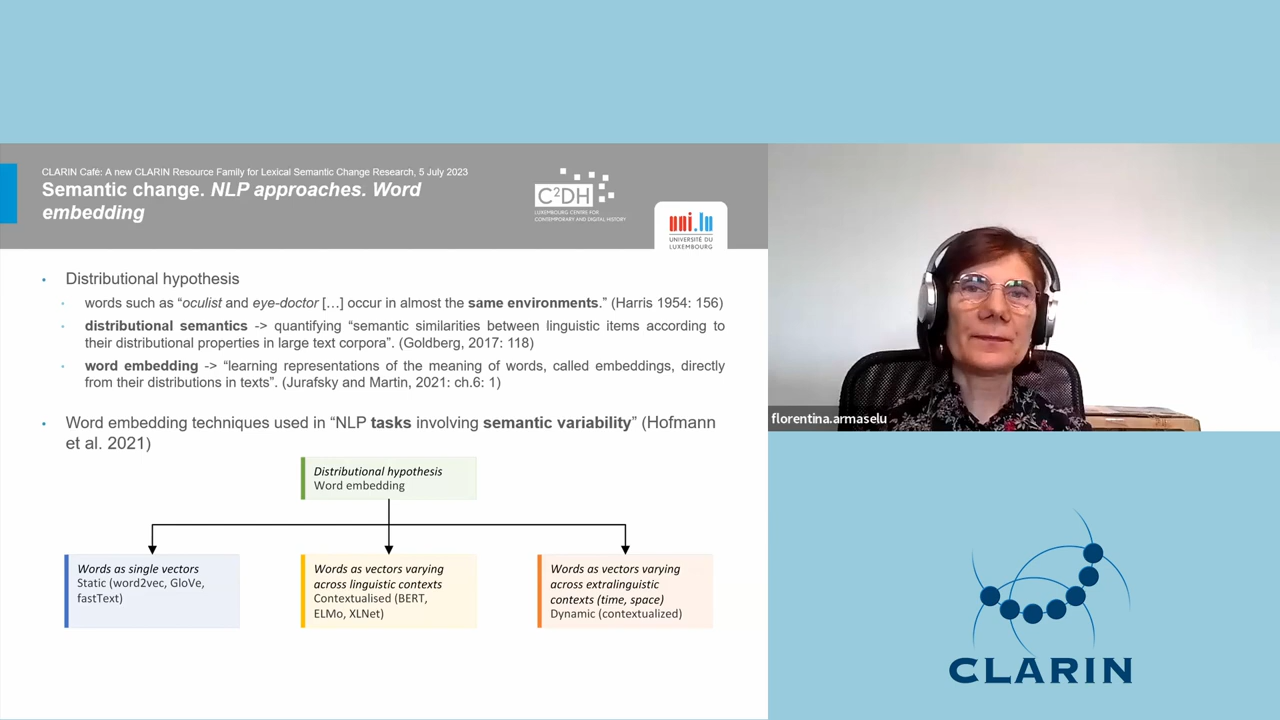 CLARIN Café: A new CLARIN Resource Family for Lexical Semantic Change Research, 5 July 2023
Semantic change. NLP approaches. Word
embedding
C²DH
LUXEMBOURG CENTRE FOR
CONTEMPORARY AND DIGITAL HISTORY
uni.lu
UNIVERSITÉ DU
LUXEMBOURG
• Distributional hypothesis
• words such as “oculist and eye-doctor […] occur in almost the same environments.” (Harris 1954: 156)
• distributional semantics -> quantifying “semantic similarities between linguistic items according to
their distributional properties in large text corpora”. (Goldberg, 2017: 118)
• word embedding -> “learning representations of the meaning of words, called embeddings, directly
from their distributions in texts”. (Jurafsky and Martin, 2021: ch.6: 1)
• Word embedding techniques used in “NLP tasks involving semantic variability” (Hofmann
et al. 2021)
Distributional hypothesis
Word embedding
Words as single vectors
Static (word2vec, GloVe,
fastText)
Words as vectors varying
across linguistic contexts
Contextualised (BERT,
ELMo, XLNet)
Words as vectors varying
across extralinguistic
contexts (time, space)
Dynamic (contextualized)
florentina.armaselu
CLARIN